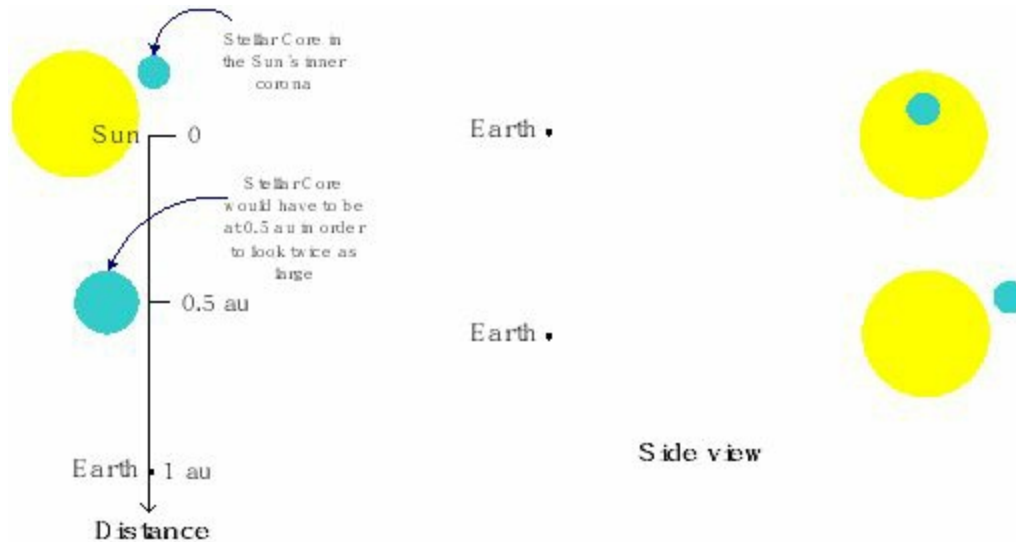 Stellar Core in
the Sun's inner
corona
Sun
0
Earth
Stellar Core
would have to be
at 0.5 au in order
to look twice as
large
0.5 au
Earth
Side view
Earth
1 au
Distance